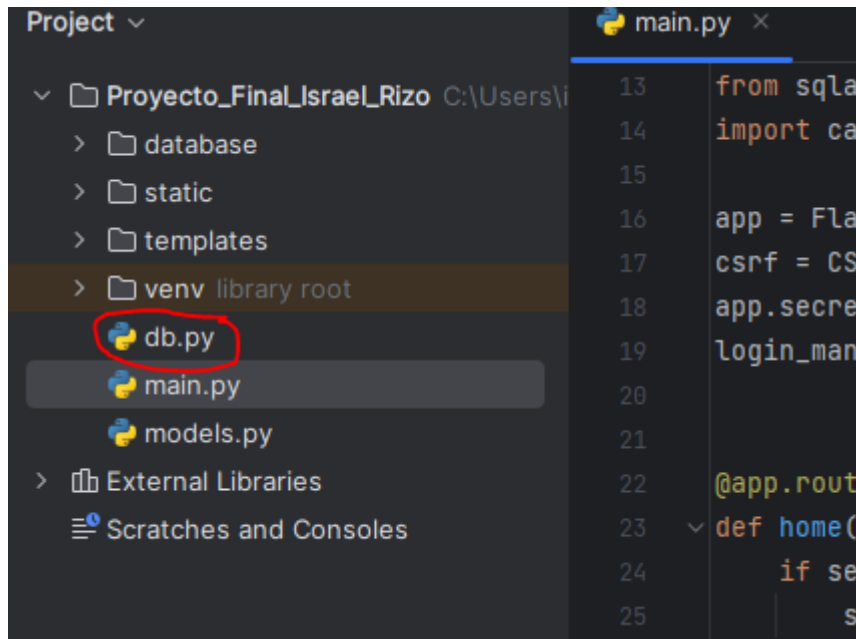 Project
Proyecto_Final_Israel_Rizo C:\Users\i
database
static
templates
venv library root
db.py
main.py
models.py
External Libraries
Scratches and Consoles
main.py
13 from sqla
14 import ca
15
16 app = Fla
17 csrf = CS
18 app.secre
19 login_man
20
21
22 @app.rout
23 def home(
24 if se
25 s